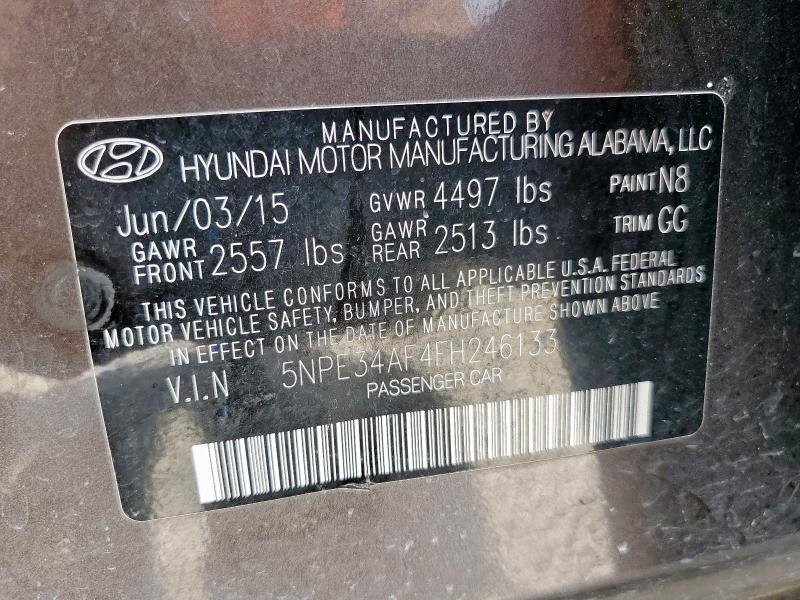 MANUFACTURED BY
HYUNDAI MOTOR MANUFACTURING ALABAMA, LLC
Jun/03/15 GVWR 4497 lbs PAINT N8
GAWR FRONT 2557 lbs GAWR REAR 2513 lbs TRIM GG
THIS VEHICLE CONFORMS TO ALL APPLICABLE U.S.A. FEDERAL
MOTOR VEHICLE SAFETY, BUMPER, AND THEFT PREVENTION STANDARDS
IN EFFECT ON THE DATE OF MANUFACTURE SHOWN ABOVE
V.I.N 5NPE34AF4FH246133
PASSENGER CAR